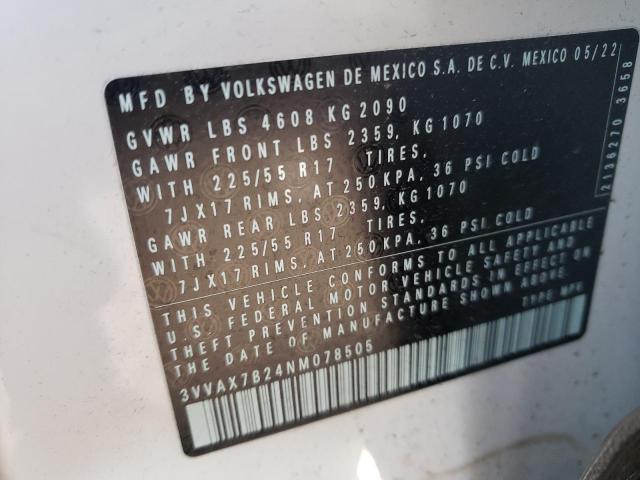 MFD BY VOLKSWAGEN DE MEXICO S.A. DE C.V. MEXICO 05/22
GVWR LBS 4608 KG 2090
GAWR FRONT LBS 2359, KG1070
WITH 225/55 R17 TIRES,
7JX17 RIMS, AT 250 KPA, 36 PSI COLD
GAWR REAR LBS 2359, KG1070
WITH 225/55 R17 TIRES,
7JX17 RIMS, AT 250 KPA, 36 PSI COLD
THIS VEHICLE CONFORMS TO ALL APPLICABLE
U.S. FEDERAL MOTOR VEHICLE SAFETY AND
THEFT PREVENTION STANDARDS IN EFFECT ON
THE DATE OF MANUFACTURE SHOWN ABOVE.
3VVAX7B24NM078505 TYPE MPV
2136270 3658